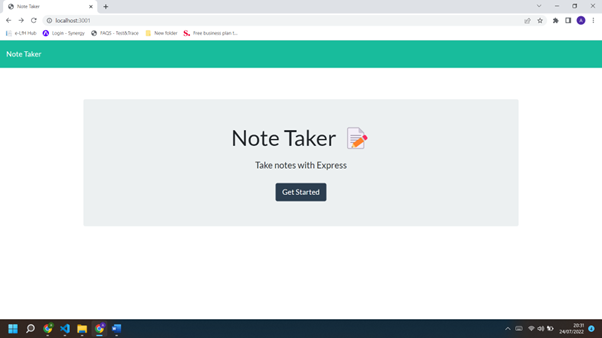 Note Taker
localhost:3001
e-LfH Hub
Login - Synergy
FAQS - Test&Trace
New folder
Free business plan t...
Note Taker
Note Taker
Take notes with Express
Get Started
20:31
24/07/2022